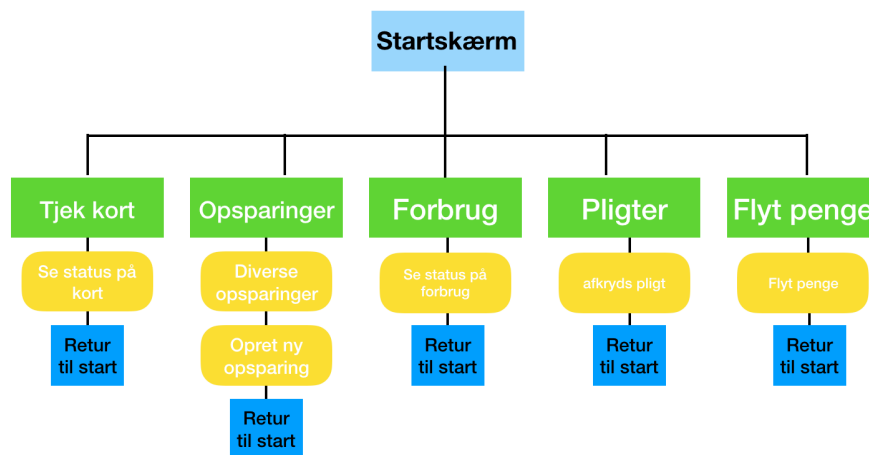 Startskærm
Tjek kort
Opsparinger
Forbrug
Pligter
Flyt penge
Se status på
kort
Diverse
opsparinger
Se status på
forbrug
afkryds pligt
Flyt penge
Retur
til start
Opret ny
opsparing
Retur
til start
Retur
til start
Retur
til start
Retur
til start